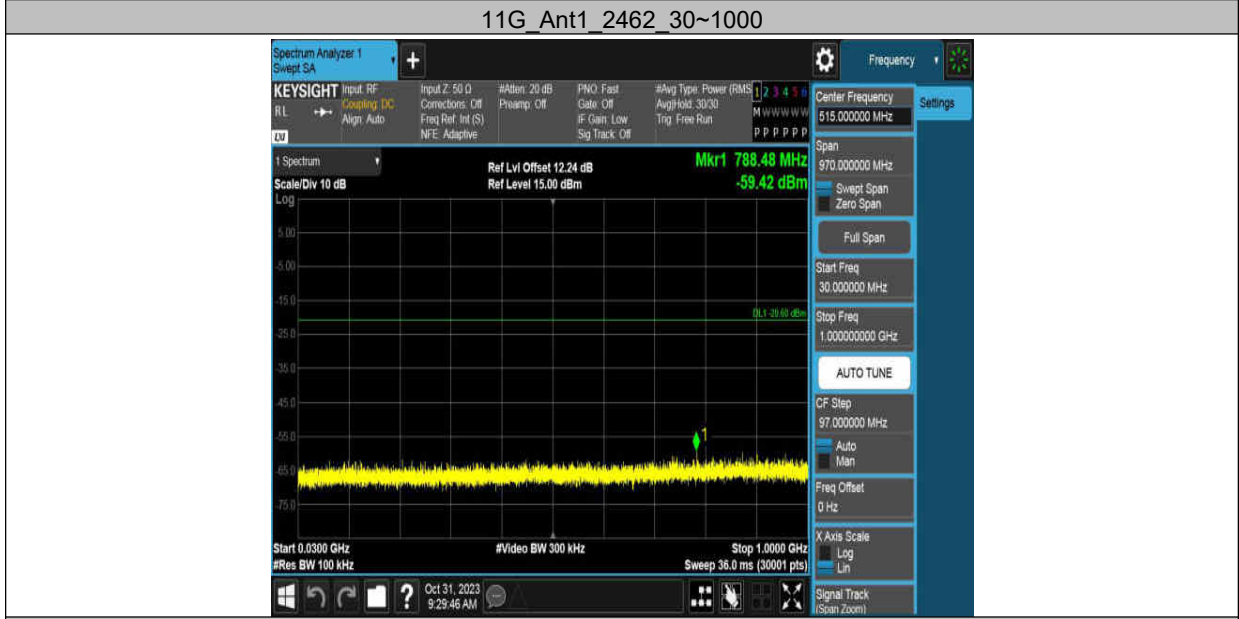 11G_Ant1_2462_30~1000
Spectrum Analyzer 1
Swept SA
+
Frequency
KEYSIGHT
RL
LXI
Input: RF
Coupling: DC
Align: Auto
Input Z: 50 Ω
Corrections: Off
Freq Ref: Int (S)
NFE: Adaptive
#Atten: 20 dB
Preamp: Off
PNO: Fast
Gate: Off
IF Gain: Low
Sig Track: Off
#Avg Type: Power (RMS
Avg|Hold: 30/30
Trig: Free Run
1 2 3 4 5 6
M W W W W W
P P P P P P
Center Frequency
515.000000 MHz
Settings
1 Spectrum
Scale/Div 10 dB
Log
Ref Lvl Offset 12.24 dB
Ref Level 15.00 dBm
Mkr1 788.48 MHz
-59.42 dBm
Span
970.000000 MHz
Swept Span
Zero Span
Full Span
Start Freq
30.000000 MHz
Stop Freq
1.000000000 GHz
AUTO TUNE
CF Step
97.000000 MHz
Auto
Man
Freq Offset
0 Hz
X Axis Scale
Log
Lin
Signal Track
(Span Zoom)
5.00
-5.00
-15.0
DL1 -20.60 dBm
-25.0
-35.0
-45.0
-55.0
1
-65.0
-75.0
Start 0.0300 GHz
#Res BW 100 kHz
#Video BW 300 kHz
Stop 1.0000 GHz
Sweep 36.0 ms (30001 pts)
?
Oct 31, 2023
9:29:46 AM